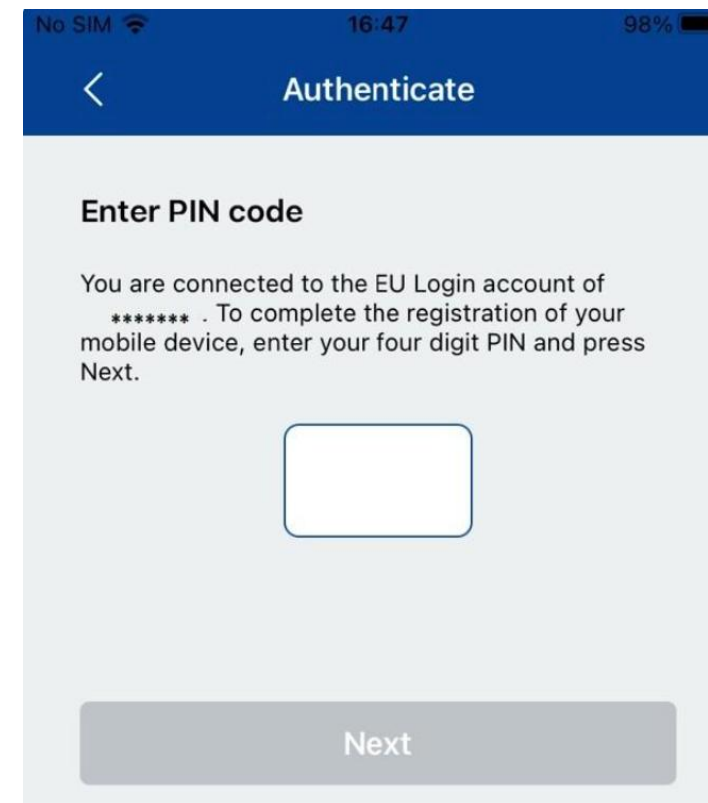 No SIM 16:47 98%
Authenticate
Enter PIN code
You are connected to the EU Login account of
******* . To complete the registration of your
mobile device, enter your four digit PIN and press
Next.
Next